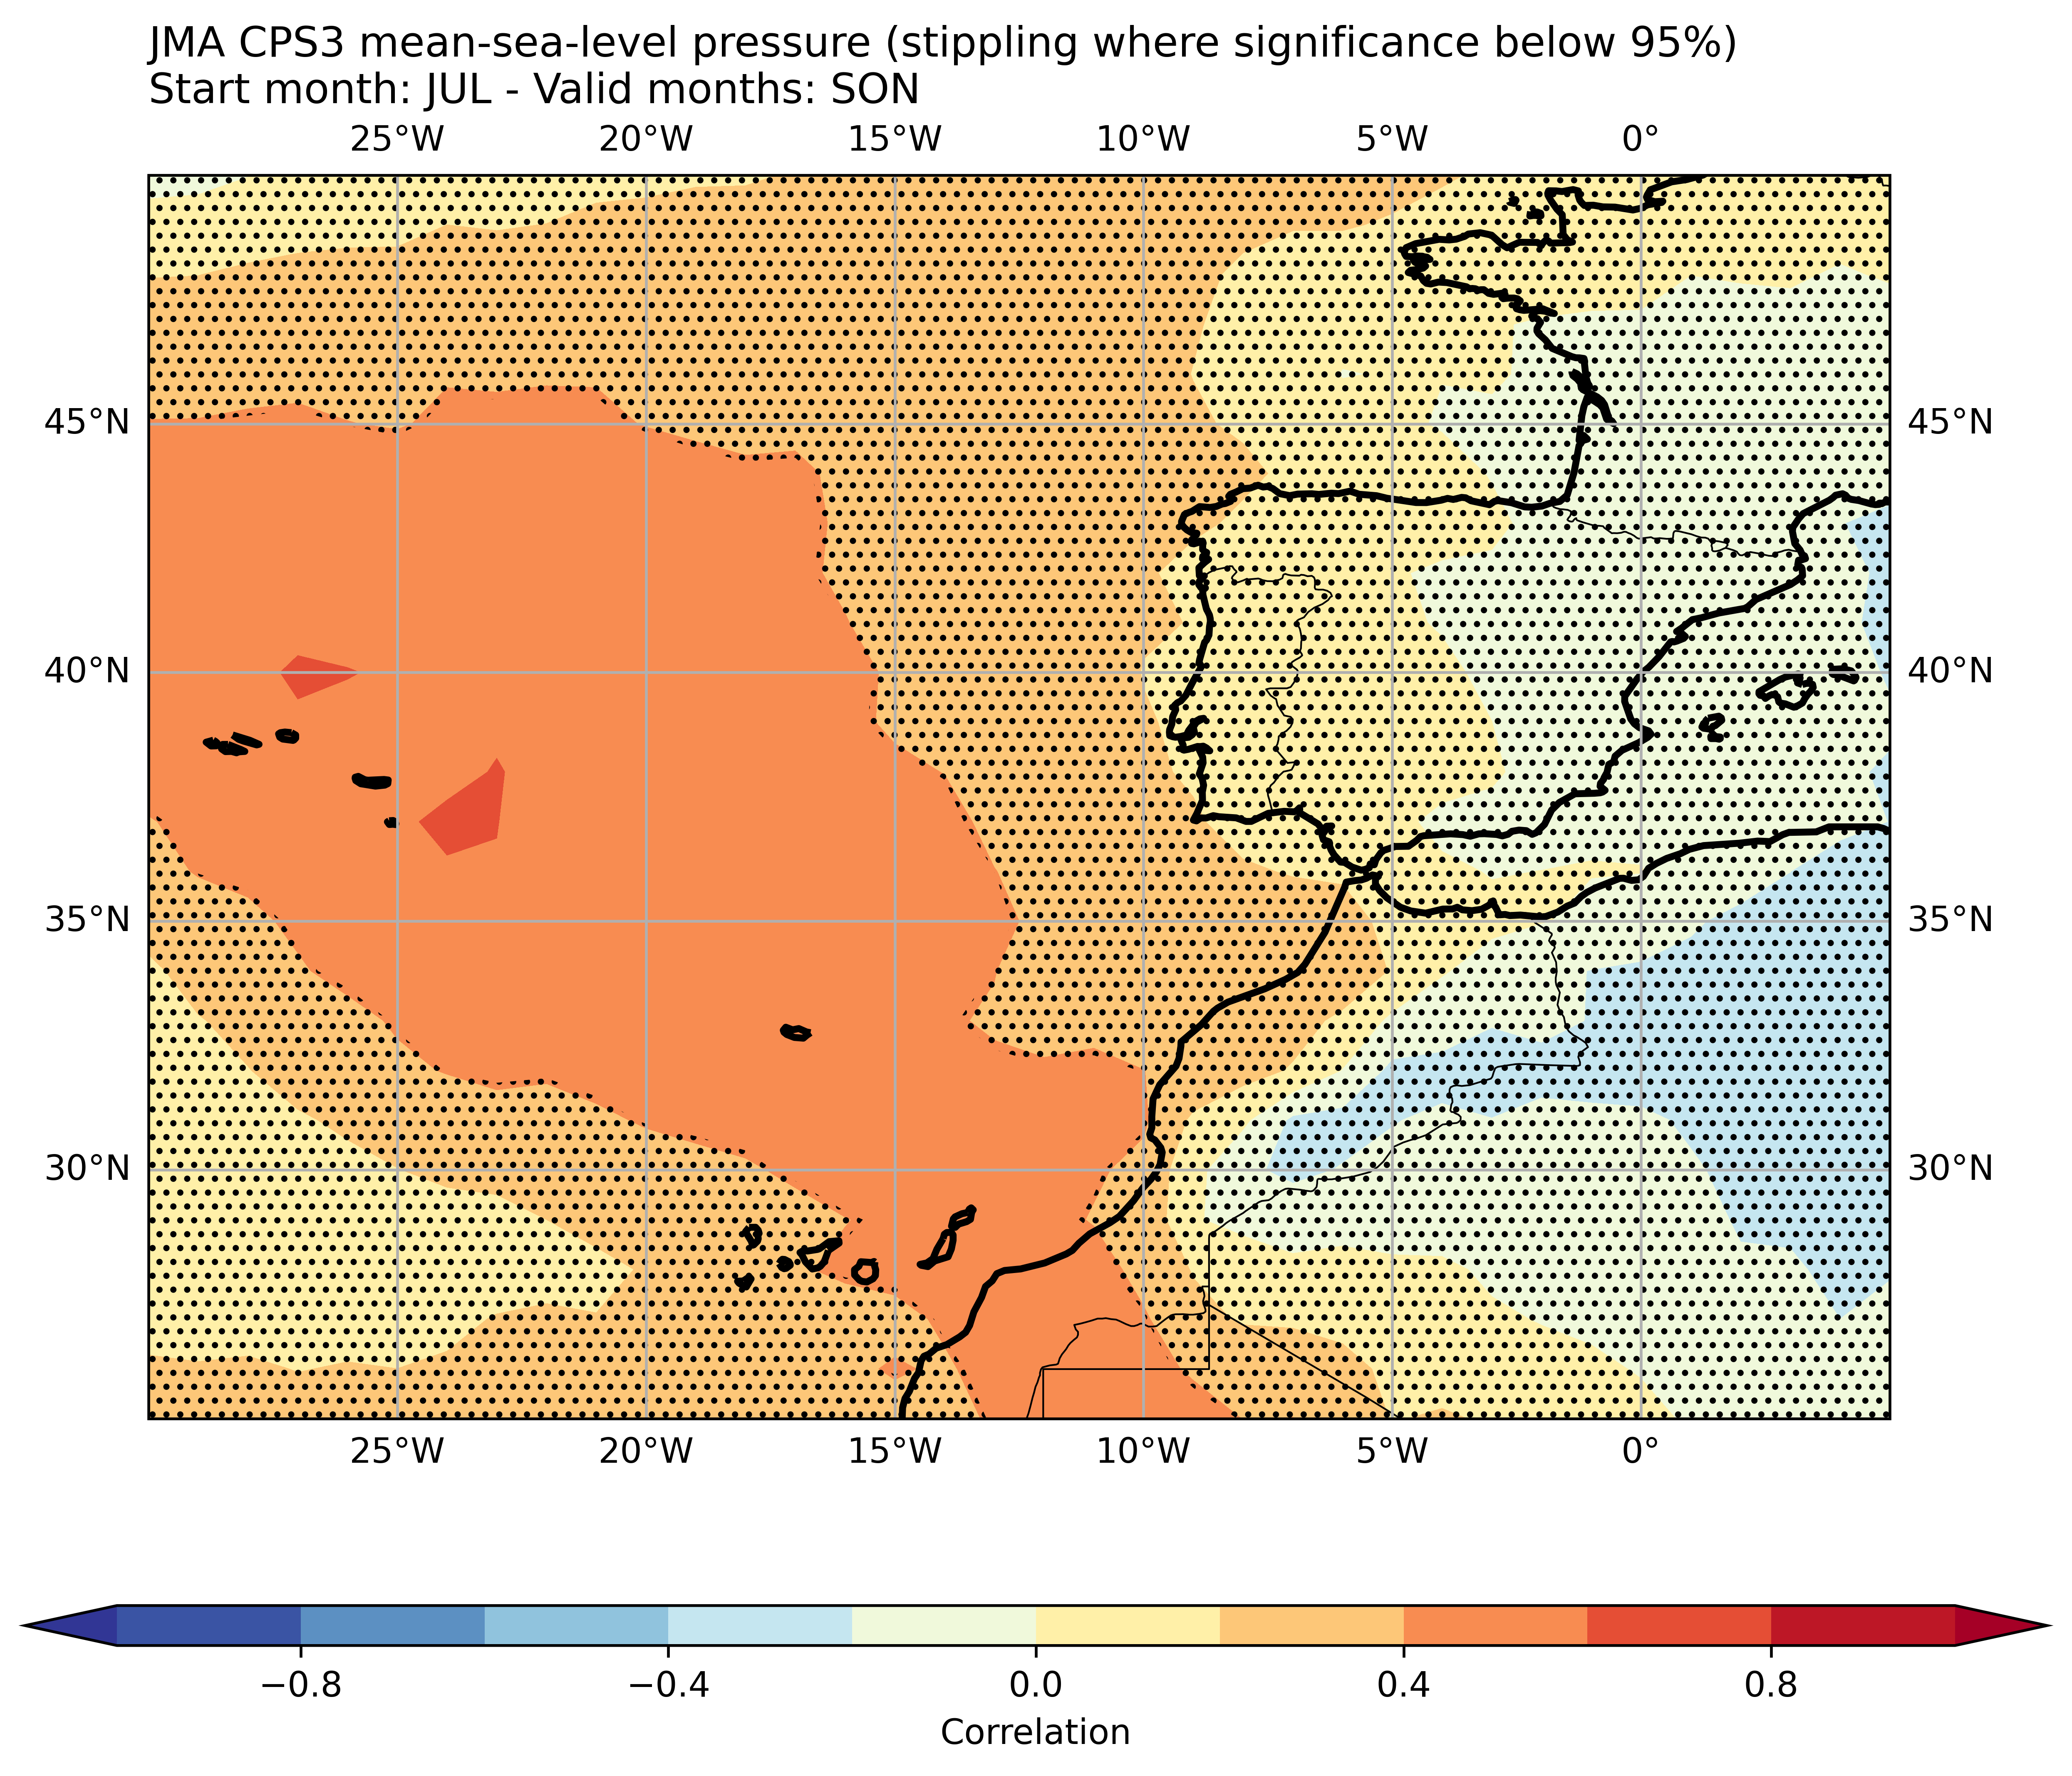 JMA CPS3 mean-sea-level pressure (stippling where significance below 95%)
Start month: JUL - Valid months: SON
25°W 20°W 15°W 10°W 5°W 0°
45°N 45°N
40°N 40°N
35°N 35°N
30°N 30°N
25°W 20°W 15°W 10°W 5°W 0°
−0.8 −0.4 0.0 0.4 0.8
Correlation